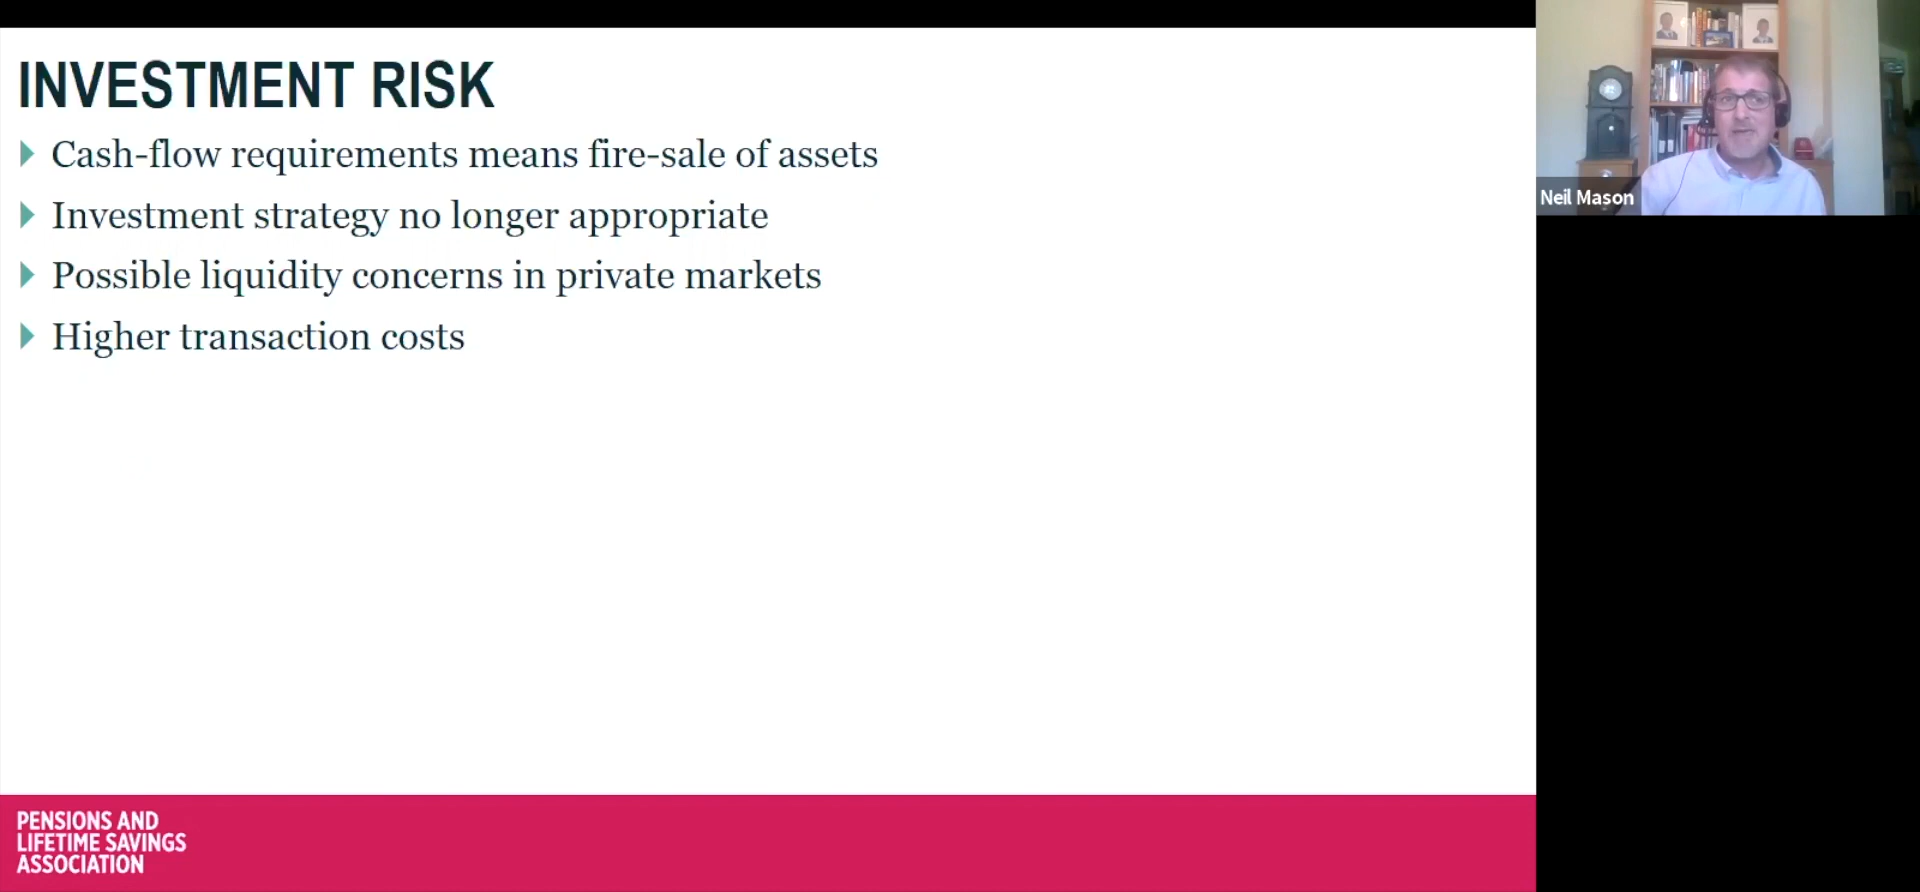 INVESTMENT RISK
Cash-flow requirements means fire-sale of assets
Investment strategy no longer appropriate
Possible liquidity concerns in private markets
Higher transaction costs
Neil Mason
PENSIONS AND
LIFETIME SAVINGS
ASSOCIATION